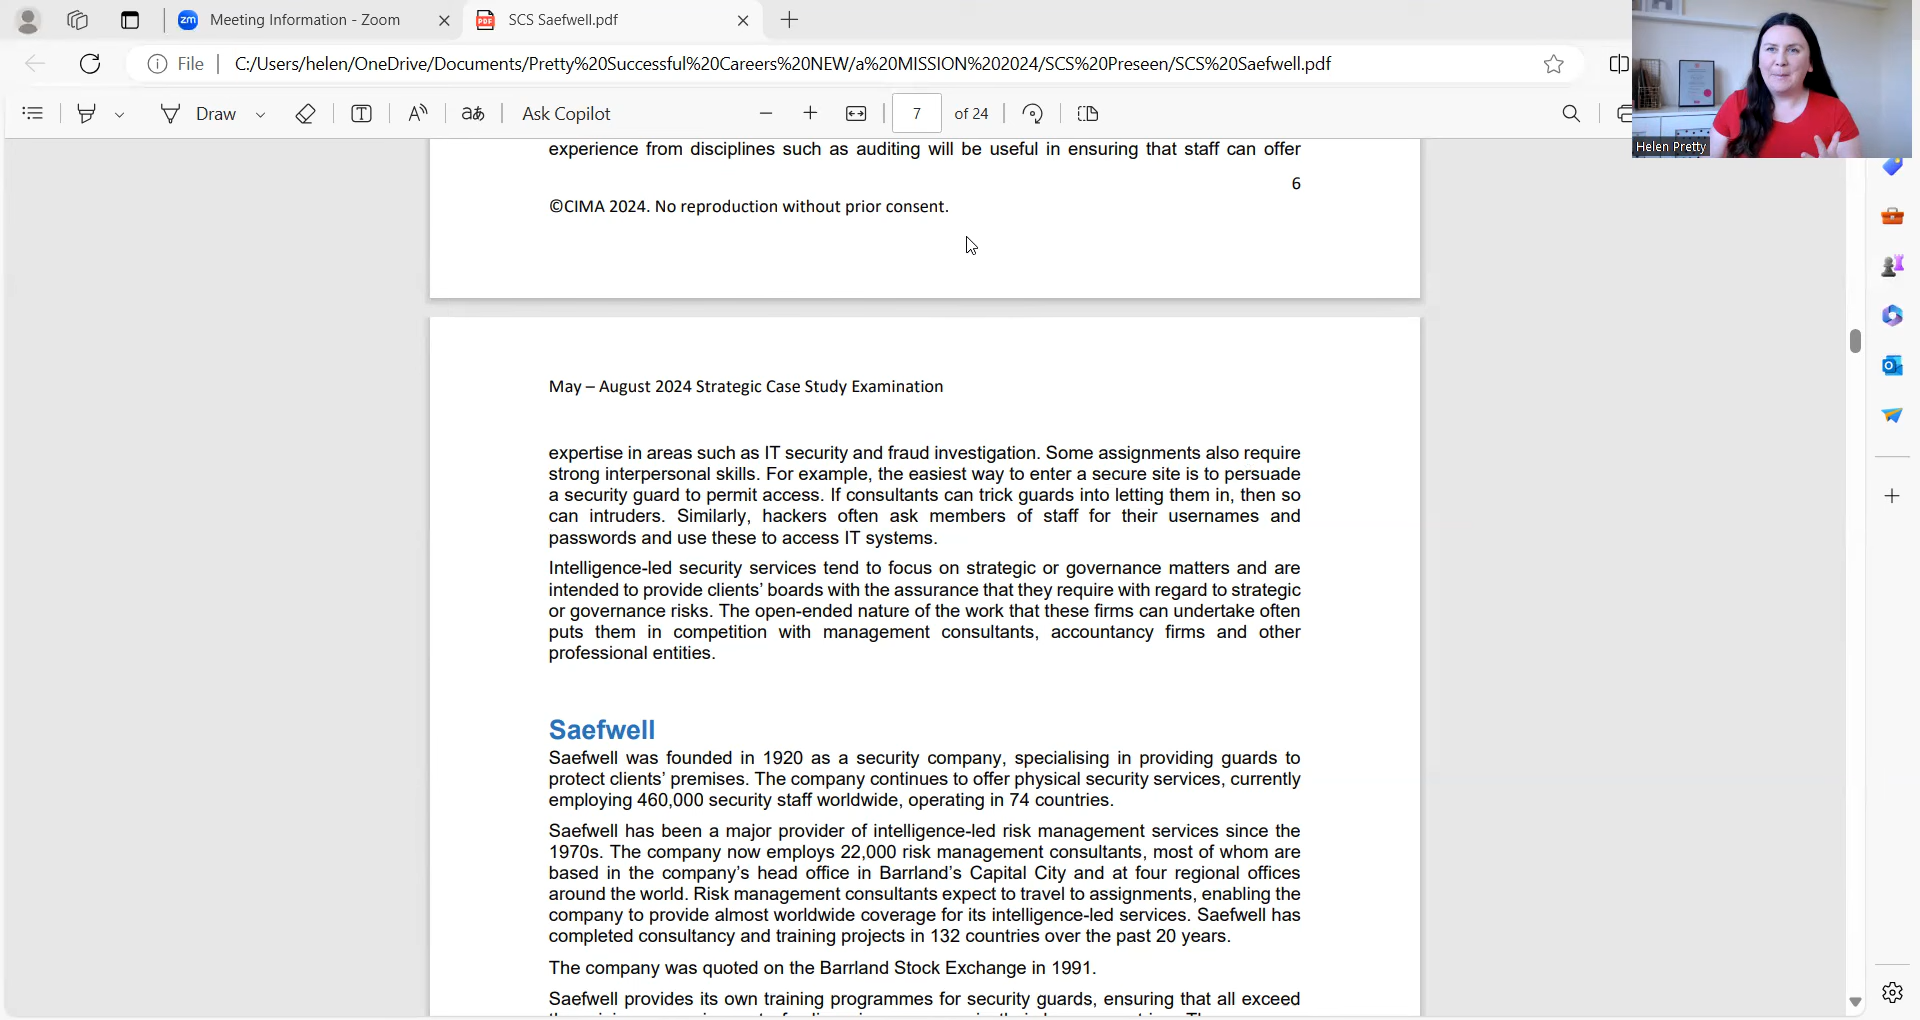 zm Meeting Information - Zoom
PDF SCS Saefwell.pdf
File C:/Users/helen/OneDrive/Documents/Pretty%20Successful%20Careers%20NEW/a%20MISSION%202024/SCS%20Preseen/SCS%20Saefwell.pdf
Draw T A aあ Ask Copilot 7 of 24
Helen Pretty
experience from disciplines such as auditing will be useful in ensuring that staff can offer
6
©CIMA 2024. No reproduction without prior consent.
May – August 2024 Strategic Case Study Examination
expertise in areas such as IT security and fraud investigation. Some assignments also require
strong interpersonal skills. For example, the easiest way to enter a secure site is to persuade
a security guard to permit access. If consultants can trick guards into letting them in, then so
can intruders. Similarly, hackers often ask members of staff for their usernames and
passwords and use these to access IT systems.
Intelligence-led security services tend to focus on strategic or governance matters and are
intended to provide clients' boards with the assurance that they require with regard to strategic
or governance risks. The open-ended nature of the work that these firms can undertake often
puts them in competition with management consultants, accountancy firms and other
professional entities.
Saefwell
Saefwell was founded in 1920 as a security company, specialising in providing guards to
protect clients' premises. The company continues to offer physical security services, currently
employing 460,000 security staff worldwide, operating in 74 countries.
Saefwell has been a major provider of intelligence-led risk management services since the
1970s. The company now employs 22,000 risk management consultants, most of whom are
based in the company's head office in Barrland's Capital City and at four regional offices
around the world. Risk management consultants expect to travel to assignments, enabling the
company to provide almost worldwide coverage for its intelligence-led services. Saefwell has
completed consultancy and training projects in 132 countries over the past 20 years.
The company was quoted on the Barrland Stock Exchange in 1991.
Saefwell provides its own training programmes for security guards, ensuring that all exceed